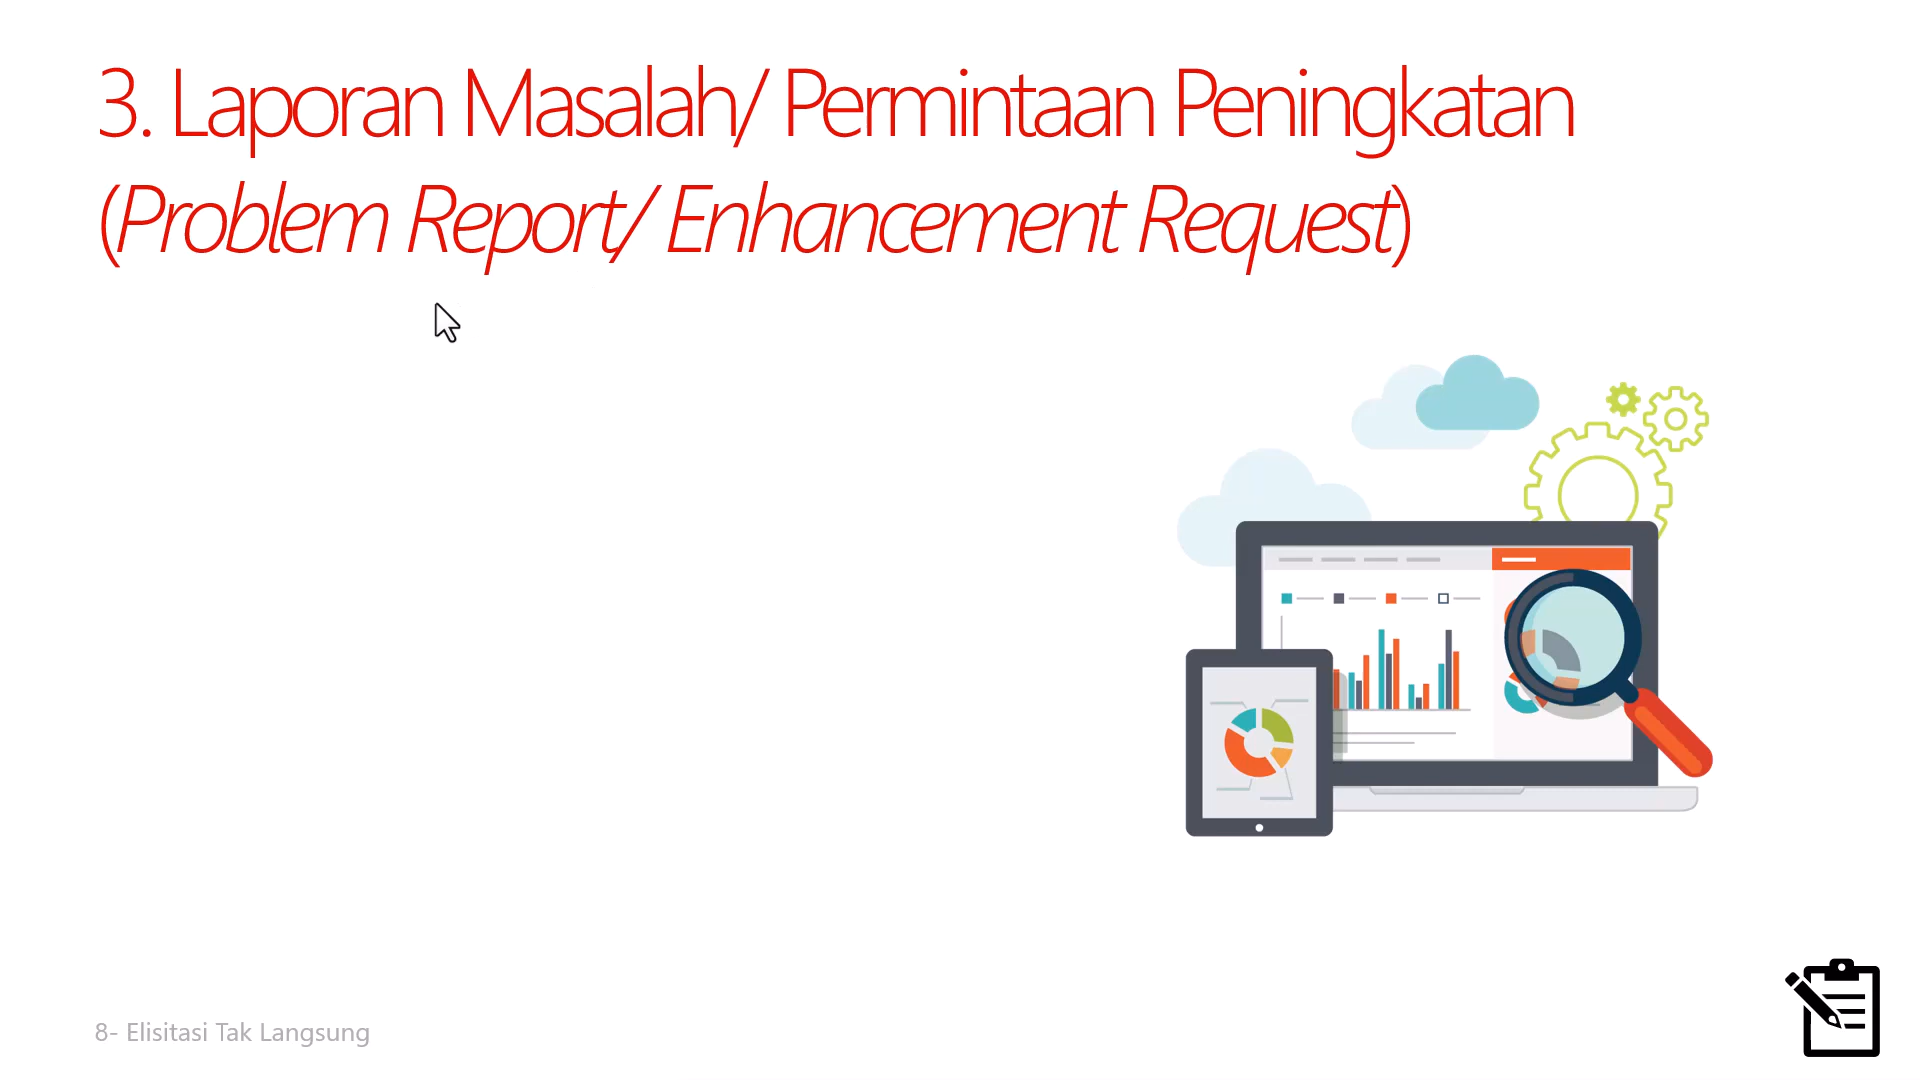 3. Laporan Masalah/ Permintaan Peningkatan
(Problem Report/ Enhancement Request)
8- Elisitasi Tak Langsung